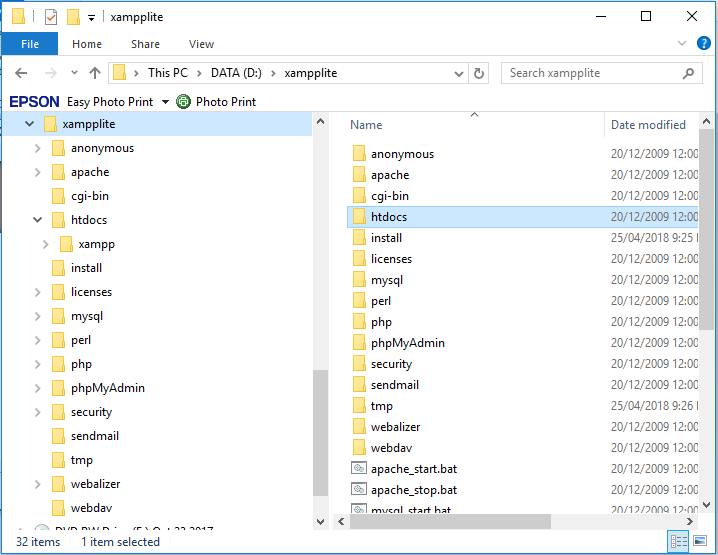 xampplite
File Home Share View
This PC DATA (D:) xampplite Search xampplite
EPSON Easy Photo Print Photo Print
xampplite
anonymous
apache
cgi-bin
htdocs
xampp
install
licenses
mysql
perl
php
phpMyAdmin
security
sendmail
tmp
webalizer
webdav
Name Date modified
anonymous 20/12/2009 12:00
apache 20/12/2009 12:00
cgi-bin 20/12/2009 12:00
htdocs 20/12/2009 12:00
install 25/04/2018 9:25
licenses 20/12/2009 12:00
mysql 20/12/2009 12:00
perl 20/12/2009 12:00
php 20/12/2009 12:00
phpMyAdmin 20/12/2009 12:00
security 20/12/2009 12:00
sendmail 20/12/2009 12:00
tmp 25/04/2018 9:26
webalizer 20/12/2009 12:00
webdav 20/12/2009 12:00
apache_start.bat 20/12/2009 12:00
apache_stop.bat 20/12/2009 12:00
mysql_start.bat 20/12/2009 12:00
32 items 1 item selected